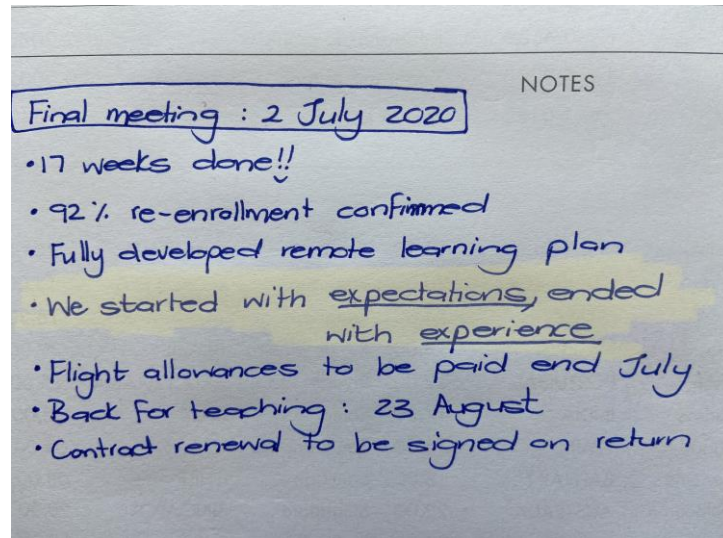 NOTES
Final meeting : 2 July 2020
•17 weeks done!!
• 92% re-enrollment confirmed
• Fully developed remote learning plan
• We started with expectations, ended
with experience
• Flight allowances to be paid end July
• Back for teaching : 23 August
• Contract renewal to be signed on return